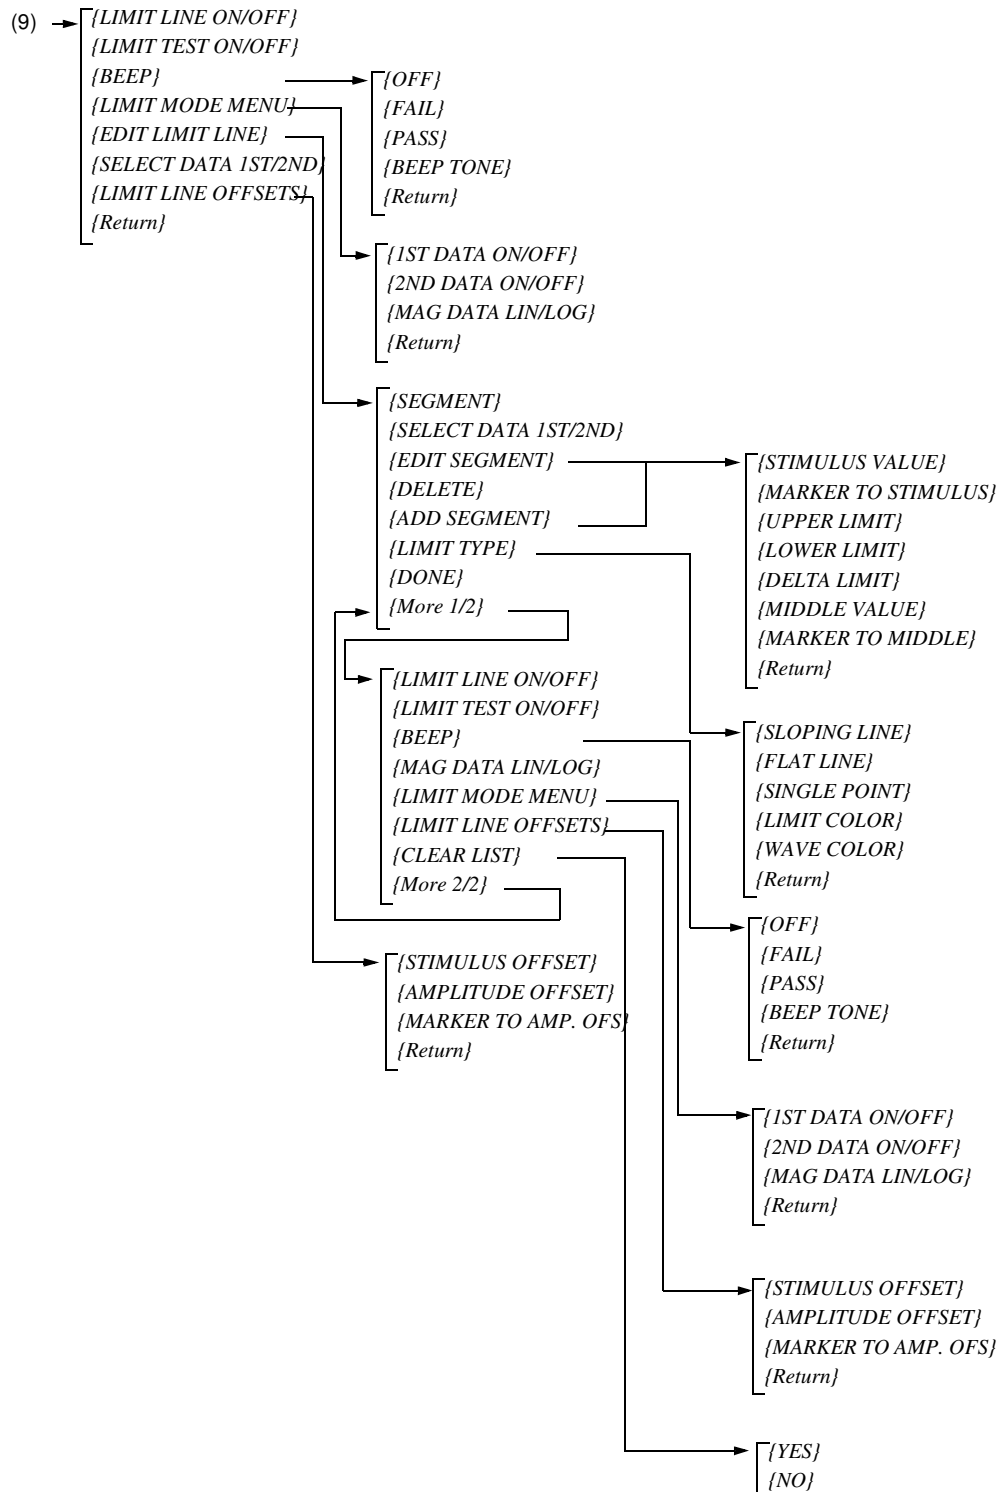 (9)
{LIMIT LINE ON/OFF}
{LIMIT TEST ON/OFF}
{BEEP}
{LIMIT MODE MENU}
{EDIT LIMIT LINE}
{SELECT DATA 1ST/2ND}
{LIMIT LINE OFFSETS}
{Return}
{OFF}
{FAIL}
{PASS}
{BEEP TONE}
{Return}
{1ST DATA ON/OFF}
{2ND DATA ON/OFF}
{MAG DATA LIN/LOG}
{Return}
{SEGMENT}
{SELECT DATA 1ST/2ND}
{EDIT SEGMENT}
{DELETE}
{ADD SEGMENT}
{LIMIT TYPE}
{DONE}
{More 1/2}
{STIMULUS VALUE}
{MARKER TO STIMULUS}
{UPPER LIMIT}
{LOWER LIMIT}
{DELTA LIMIT}
{MIDDLE VALUE}
{MARKER TO MIDDLE}
{Return}
{LIMIT LINE ON/OFF}
{LIMIT TEST ON/OFF}
{BEEP}
{MAG DATA LIN/LOG}
{LIMIT MODE MENU}
{LIMIT LINE OFFSETS}
{CLEAR LIST}
{More 2/2}
{SLOPING LINE}
{FLAT LINE}
{SINGLE POINT}
{LIMIT COLOR}
{WAVE COLOR}
{Return}
{OFF}
{FAIL}
{PASS}
{BEEP TONE}
{Return}
{STIMULUS OFFSET}
{AMPLITUDE OFFSET}
{MARKER TO AMP. OFS}
{Return}
{1ST DATA ON/OFF}
{2ND DATA ON/OFF}
{MAG DATA LIN/LOG}
{Return}
{STIMULUS OFFSET}
{AMPLITUDE OFFSET}
{MARKER TO AMP. OFS}
{Return}
{YES}
{NO}